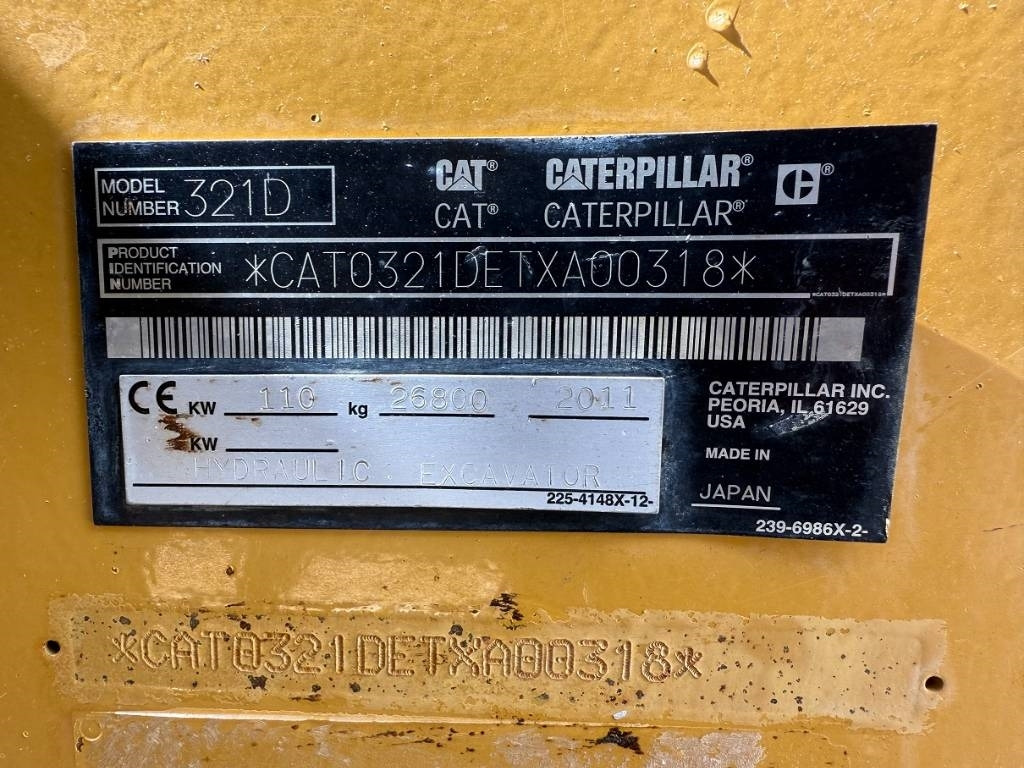 MODEL NUMBER 321D
CAT® CATERPILLAR® C®
CAT® CATERPILLAR®
PRODUCT IDENTIFICATION NUMBER *CAT0321DETXA00318*
*CAT0321DETXA00318*
CE KW 110 kg 26800 2011
KW
HYDRAULIC EXCAVATOR
225-4148X-12-
CATERPILLAR INC.
PEORIA, IL 61629
USA
MADE IN
JAPAN
239-6986X-2-
*CAT0321DETXA00318*